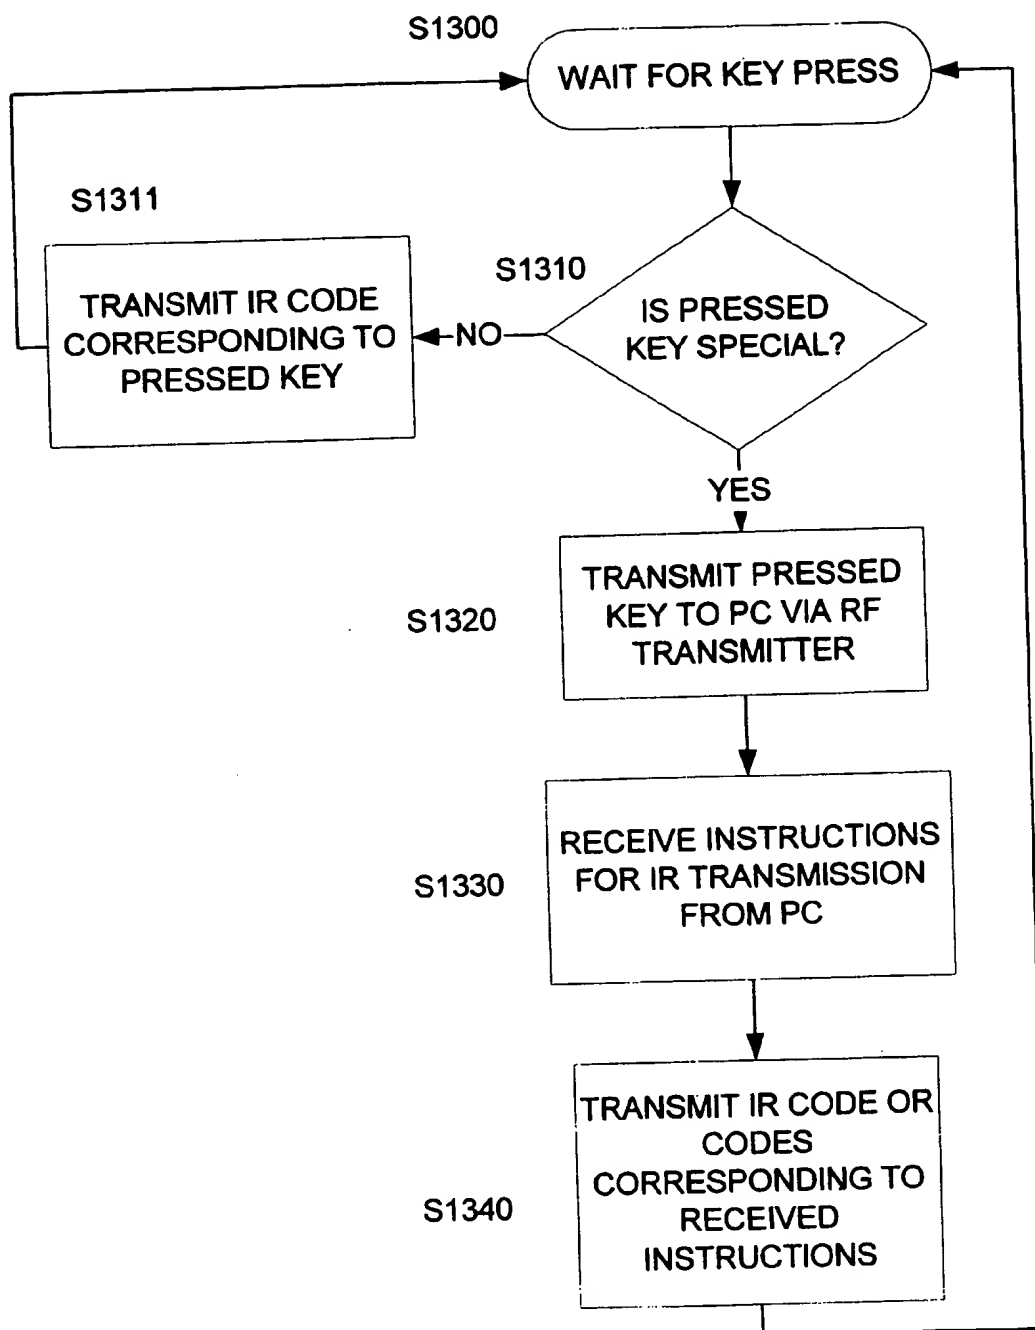 S1300
WAIT FOR KEY PRESS
S1311
TRANSMIT IR CODE
CORRESPONDING TO
PRESSED KEY
S1310
IS PRESSED
KEY SPECIAL?
NO
YES
S1320
TRANSMIT PRESSED
KEY TO PC VIA RF
TRANSMITTER
S1330
RECEIVE INSTRUCTIONS
FOR IR TRANSMISSION
FROM PC
S1340
TRANSMIT IR CODE OR
CODES
CORRESPONDING TO
RECEIVED
INSTRUCTIONS